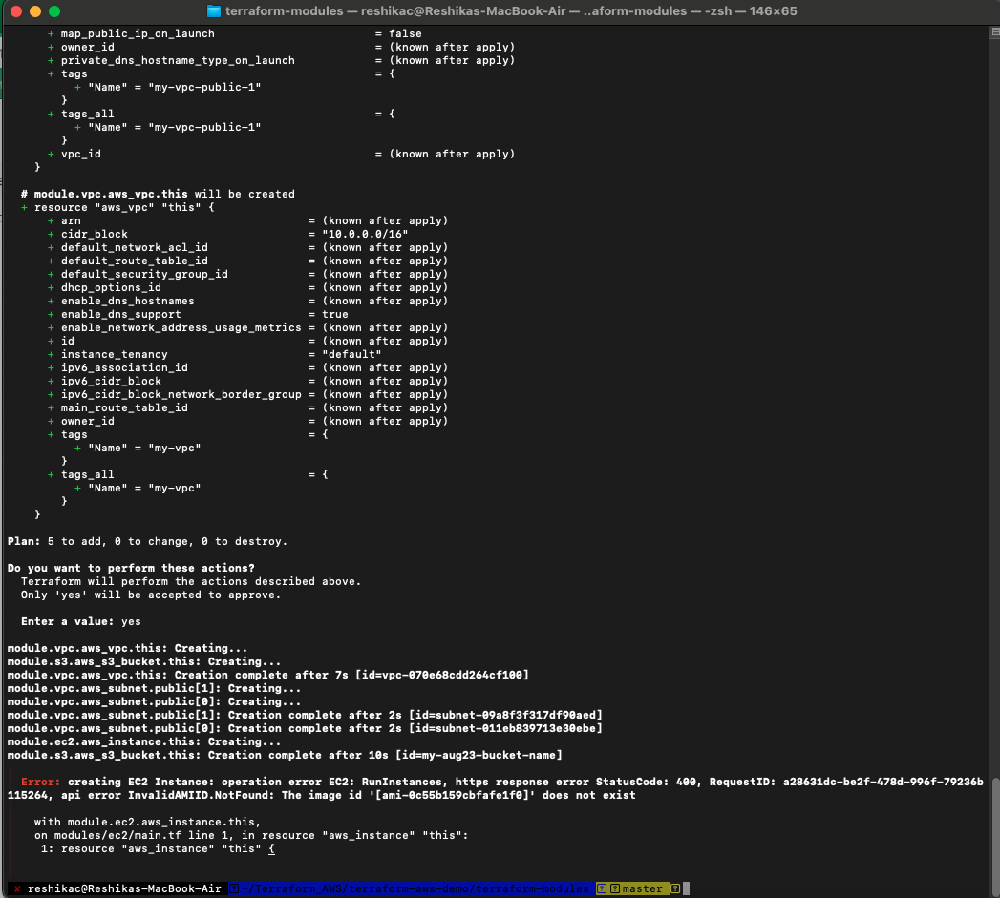 terraform-modules — reshikac@Reshikas-MacBook-Air — ..aform-modules — -zsh — 146×65
+ map_public_ip_on_launch                        = false
+ owner_id                                       = (known after apply)
+ private_dns_hostname_type_on_launch            = (known after apply)
+ tags                                           = {
+ "Name" = "my-vpc-public-1"
}
+ tags_all                                       = {
+ "Name" = "my-vpc-public-1"
}
+ vpc_id                                         = (known after apply)
}
# module.vpc.aws_vpc.this will be created
+ resource "aws_vpc" "this" {
+ arn                                  = (known after apply)
+ cidr_block                           = "10.0.0.0/16"
+ default_network_acl_id               = (known after apply)
+ default_route_table_id               = (known after apply)
+ default_security_group_id            = (known after apply)
+ dhcp_options_id                      = (known after apply)
+ enable_dns_hostnames                 = (known after apply)
+ enable_dns_support                   = true
+ enable_network_address_usage_metrics = (known after apply)
+ id                                   = (known after apply)
+ instance_tenancy                     = "default"
+ ipv6_association_id                  = (known after apply)
+ ipv6_cidr_block                      = (known after apply)
+ ipv6_cidr_block_network_border_group = (known after apply)
+ main_route_table_id                  = (known after apply)
+ owner_id                             = (known after apply)
+ tags                                 = {
+ "Name" = "my-vpc"
}
+ tags_all                             = {
+ "Name" = "my-vpc"
}
}
Plan: 5 to add, 0 to change, 0 to destroy.
Do you want to perform these actions?
Terraform will perform the actions described above.
Only 'yes' will be accepted to approve.
Enter a value: yes
module.vpc.aws_vpc.this: Creating...
module.s3.aws_s3_bucket.this: Creating...
module.vpc.aws_vpc.this: Creation complete after 7s [id=vpc-070e68cdd264cf100]
module.vpc.aws_subnet.public[1]: Creating...
module.vpc.aws_subnet.public[0]: Creating...
module.vpc.aws_subnet.public[1]: Creation complete after 2s [id=subnet-09a8f3f317df90aed]
module.vpc.aws_subnet.public[0]: Creation complete after 2s [id=subnet-011eb839713e30ebe]
module.ec2.aws_instance.this: Creating...
module.s3.aws_s3_bucket.this: Creation complete after 10s [id=my-aug23-bucket-name]
Error: creating EC2 Instance: operation error EC2: RunInstances, https response error StatusCode: 400, RequestID: a28631dc-be2f-478d-996f-79236b
115264, api error InvalidAMIID.NotFound: The image id '[ami-0c55b159cbfafe1f0]' does not exist
with module.ec2.aws_instance.this,
on modules/ec2/main.tf line 1, in resource "aws_instance" "this":
1: resource "aws_instance" "this" {
✘ reshikac@Reshikas-MacBook-Air ~/Terraform_AWS/terraform-aws-demo/terraform-modules master